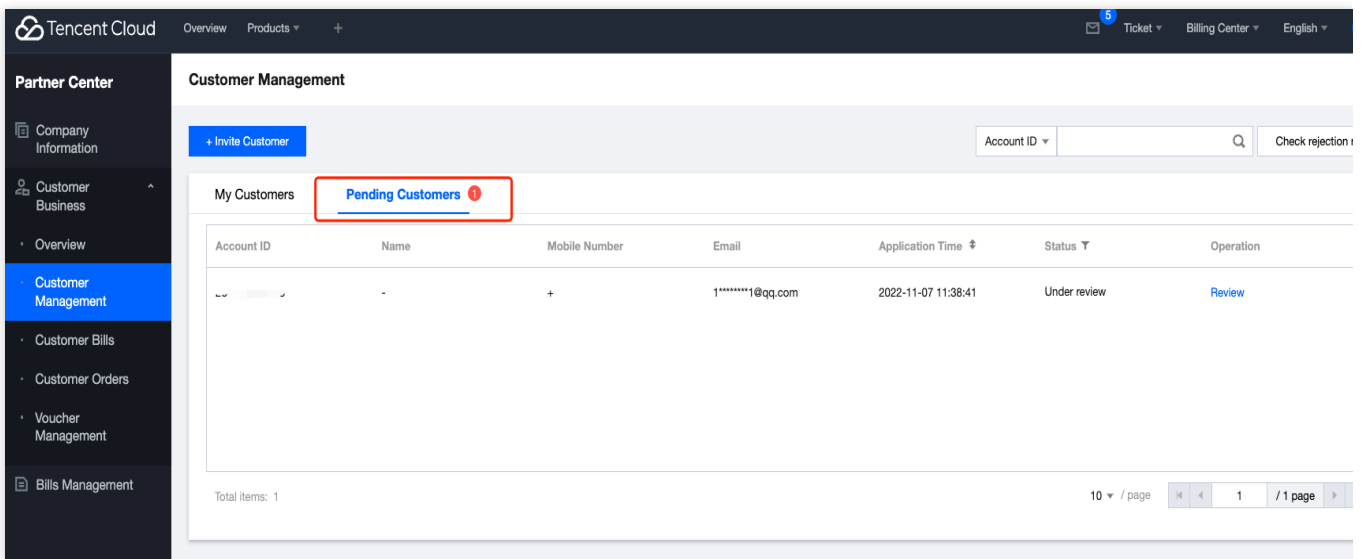 Tencent Cloud Overview Products + 5 Ticket Billing Center English
Partner Center
Customer Management
Company
Information
+ Invite Customer
Account ID
Check rejection
Customer
Business
My Customers
Pending Customers 1
Overview
Account ID Name Mobile Number Email Application Time Status Operation
Customer
Management
- + 1********1@qq.com 2022-11-07 11:38:41 Under review Review
Customer Bills
Customer Orders
Voucher
Management
Bills Management
Total items: 1
10 / page 1 / 1 page